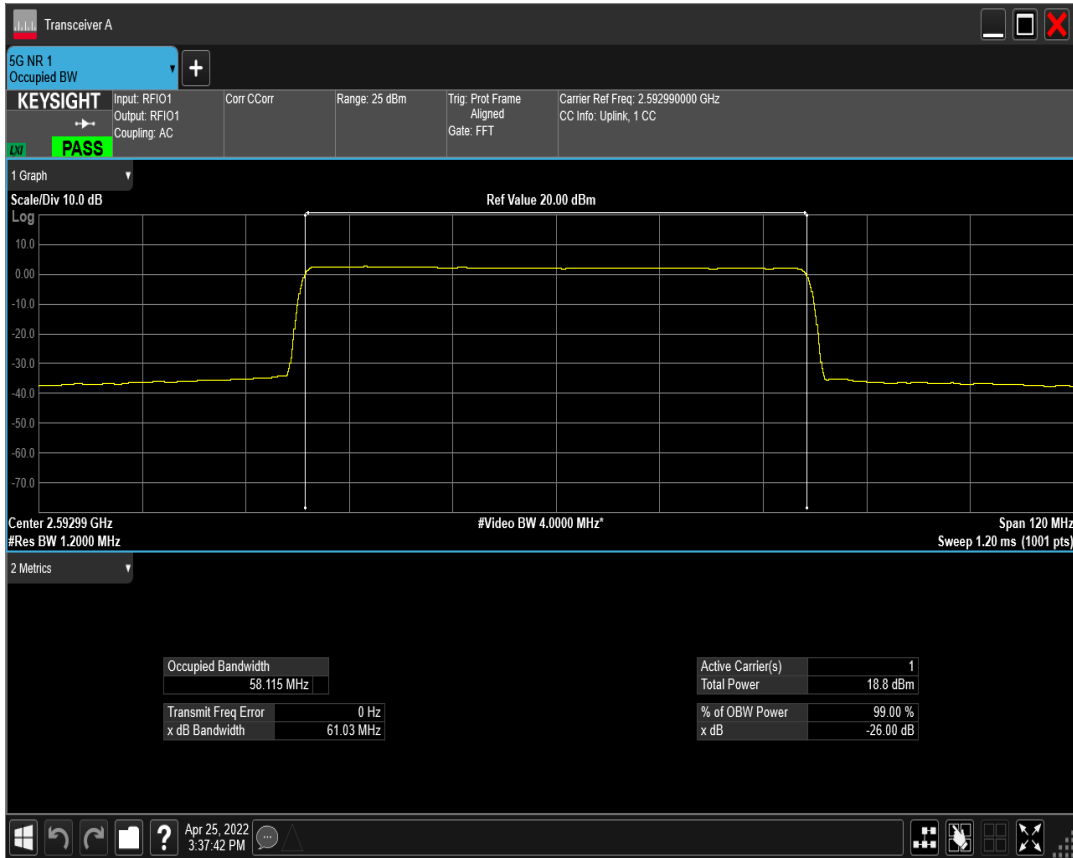 Transceiver A
5G NR 1
Occupied BW
KEYSIGHT
LXI
PASS
Input: RFIO1
Output: RFIO1
Coupling: AC
Corr CCorr
Range: 25 dBm
Trig: Prot Frame
Aligned
Gate: FFT
Carrier Ref Freq: 2.592990000 GHz
CC Info: Uplink, 1 CC
1 Graph
Scale/Div 10.0 dB
Ref Value 20.00 dBm
Log
10.0
0.00
-10.0
-20.0
-30.0
-40.0
-50.0
-60.0
-70.0
Center 2.59299 GHz
#Video BW 4.0000 MHz*
Span 120 MHz
#Res BW 1.2000 MHz
Sweep 1.20 ms (1001 pts)
2 Metrics
Occupied Bandwidth
58.115 MHz
Transmit Freq Error 0 Hz
x dB Bandwidth 61.03 MHz
Active Carrier(s) 1
Total Power 18.8 dBm
% of OBW Power 99.00 %
x dB -26.00 dB
Apr 25, 2022
3:37:42 PM